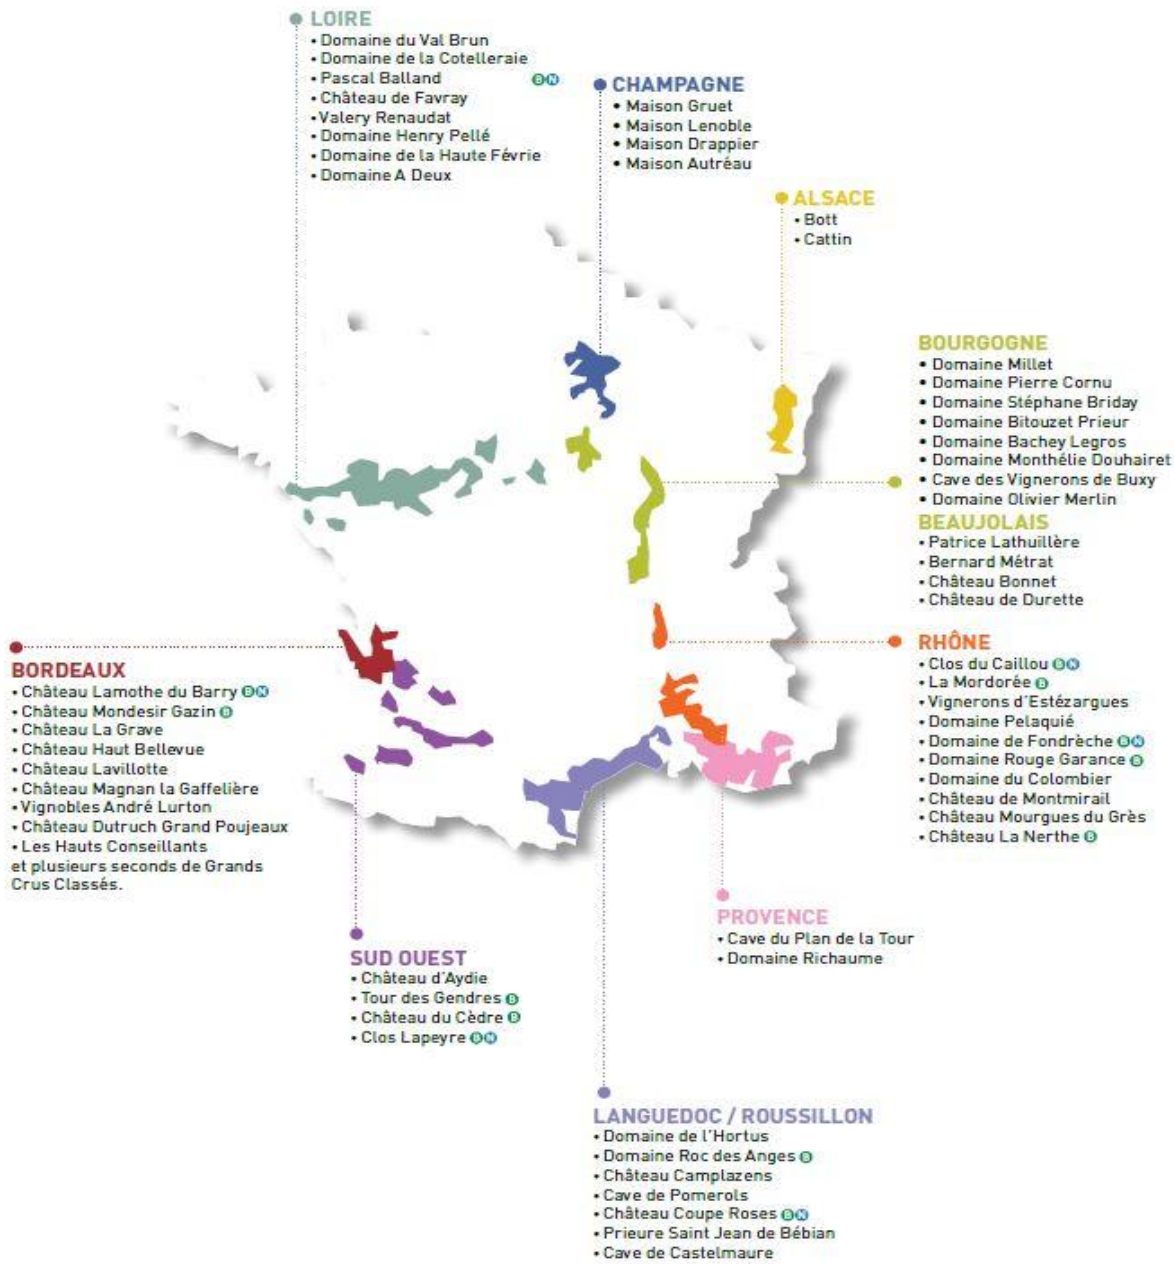 LOIRE
• Domaine du Val Brun
• Domaine de la Cotelleraie
• Pascal Balland B N
• Château de Favray
• Valery Renaudat
• Domaine Henry Pellé
• Domaine de la Haute Févrie
• Domaine A Deux
CHAMPAGNE
• Maison Gruet
• Maison Lenoble
• Maison Drappier
• Maison Autréau
ALSACE
• Bott
• Cattin
BOURGOGNE
• Domaine Millet
• Domaine Pierre Cornu
• Domaine Stéphane Briday
• Domaine Bitouzet Prieur
• Domaine Bachey Legros
• Domaine Monthélie Douhairet
• Cave des Vignerons de Buxy
• Domaine Olivier Merlin
BEAUJOLAIS
• Patrice Lathuillère
• Bernard Métrat
• Château Bonnet
• Château de Durette
RHÔNE
• Clos du Caillou B N
• La Mordorée B
• Vignerons d'Estézargues
• Domaine Pelaquié
• Domaine de Fondrèche B N
• Domaine Rouge Garance B
• Domaine du Colombier
• Château de Montmirail
• Château Mourgues du Grès
• Château La Nerthe B
BORDEAUX
• Château Lamothe du Barry B N
• Château Mondesir Gazin B
• Château La Grave
• Château Haut Bellevue
• Château Lavillotte
• Château Magnan la Gaffelière
• Vignobles André Lurton
• Château Dutruch Grand Poujeaux
• Les Hauts Conseillants
et plusieurs seconds de Grands
Crus Classés.
PROVENCE
• Cave du Plan de la Tour
• Domaine Richaume
SUD OUEST
• Château d'Aydie
• Tour des Gendres B
• Château du Cèdre B
• Clos Lapeyre B N
LANGUEDOC / ROUSSILLON
• Domaine de l'Hortus
• Domaine Roc des Anges B
• Château Camplazens
• Cave de Pomerols
• Château Coupe Roses B N
• Prieure Saint Jean de Bébian
• Cave de Castelmaure